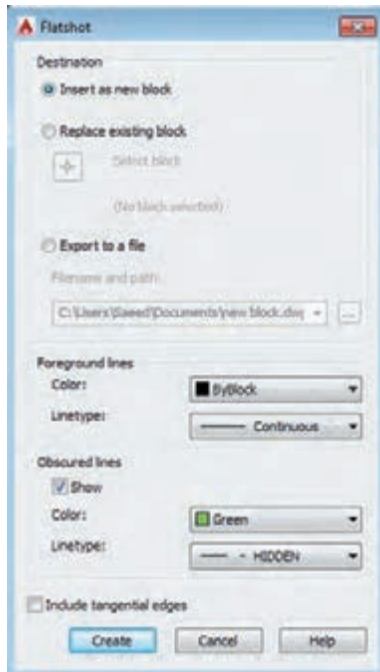 Flatshot
Destination
Insert as new block
Replace existing block
Select block
(No block selected)
Export to a file
Filename and path:
C:\Users\Saeed\Documents\new block.dwg
...
Foreground lines
Color:
ByBlock
Linetype:
Continuous
Obscured lines
Show
Color:
Green
Linetype:
HIDDEN
Include tangential edges
Create
Cancel
Help